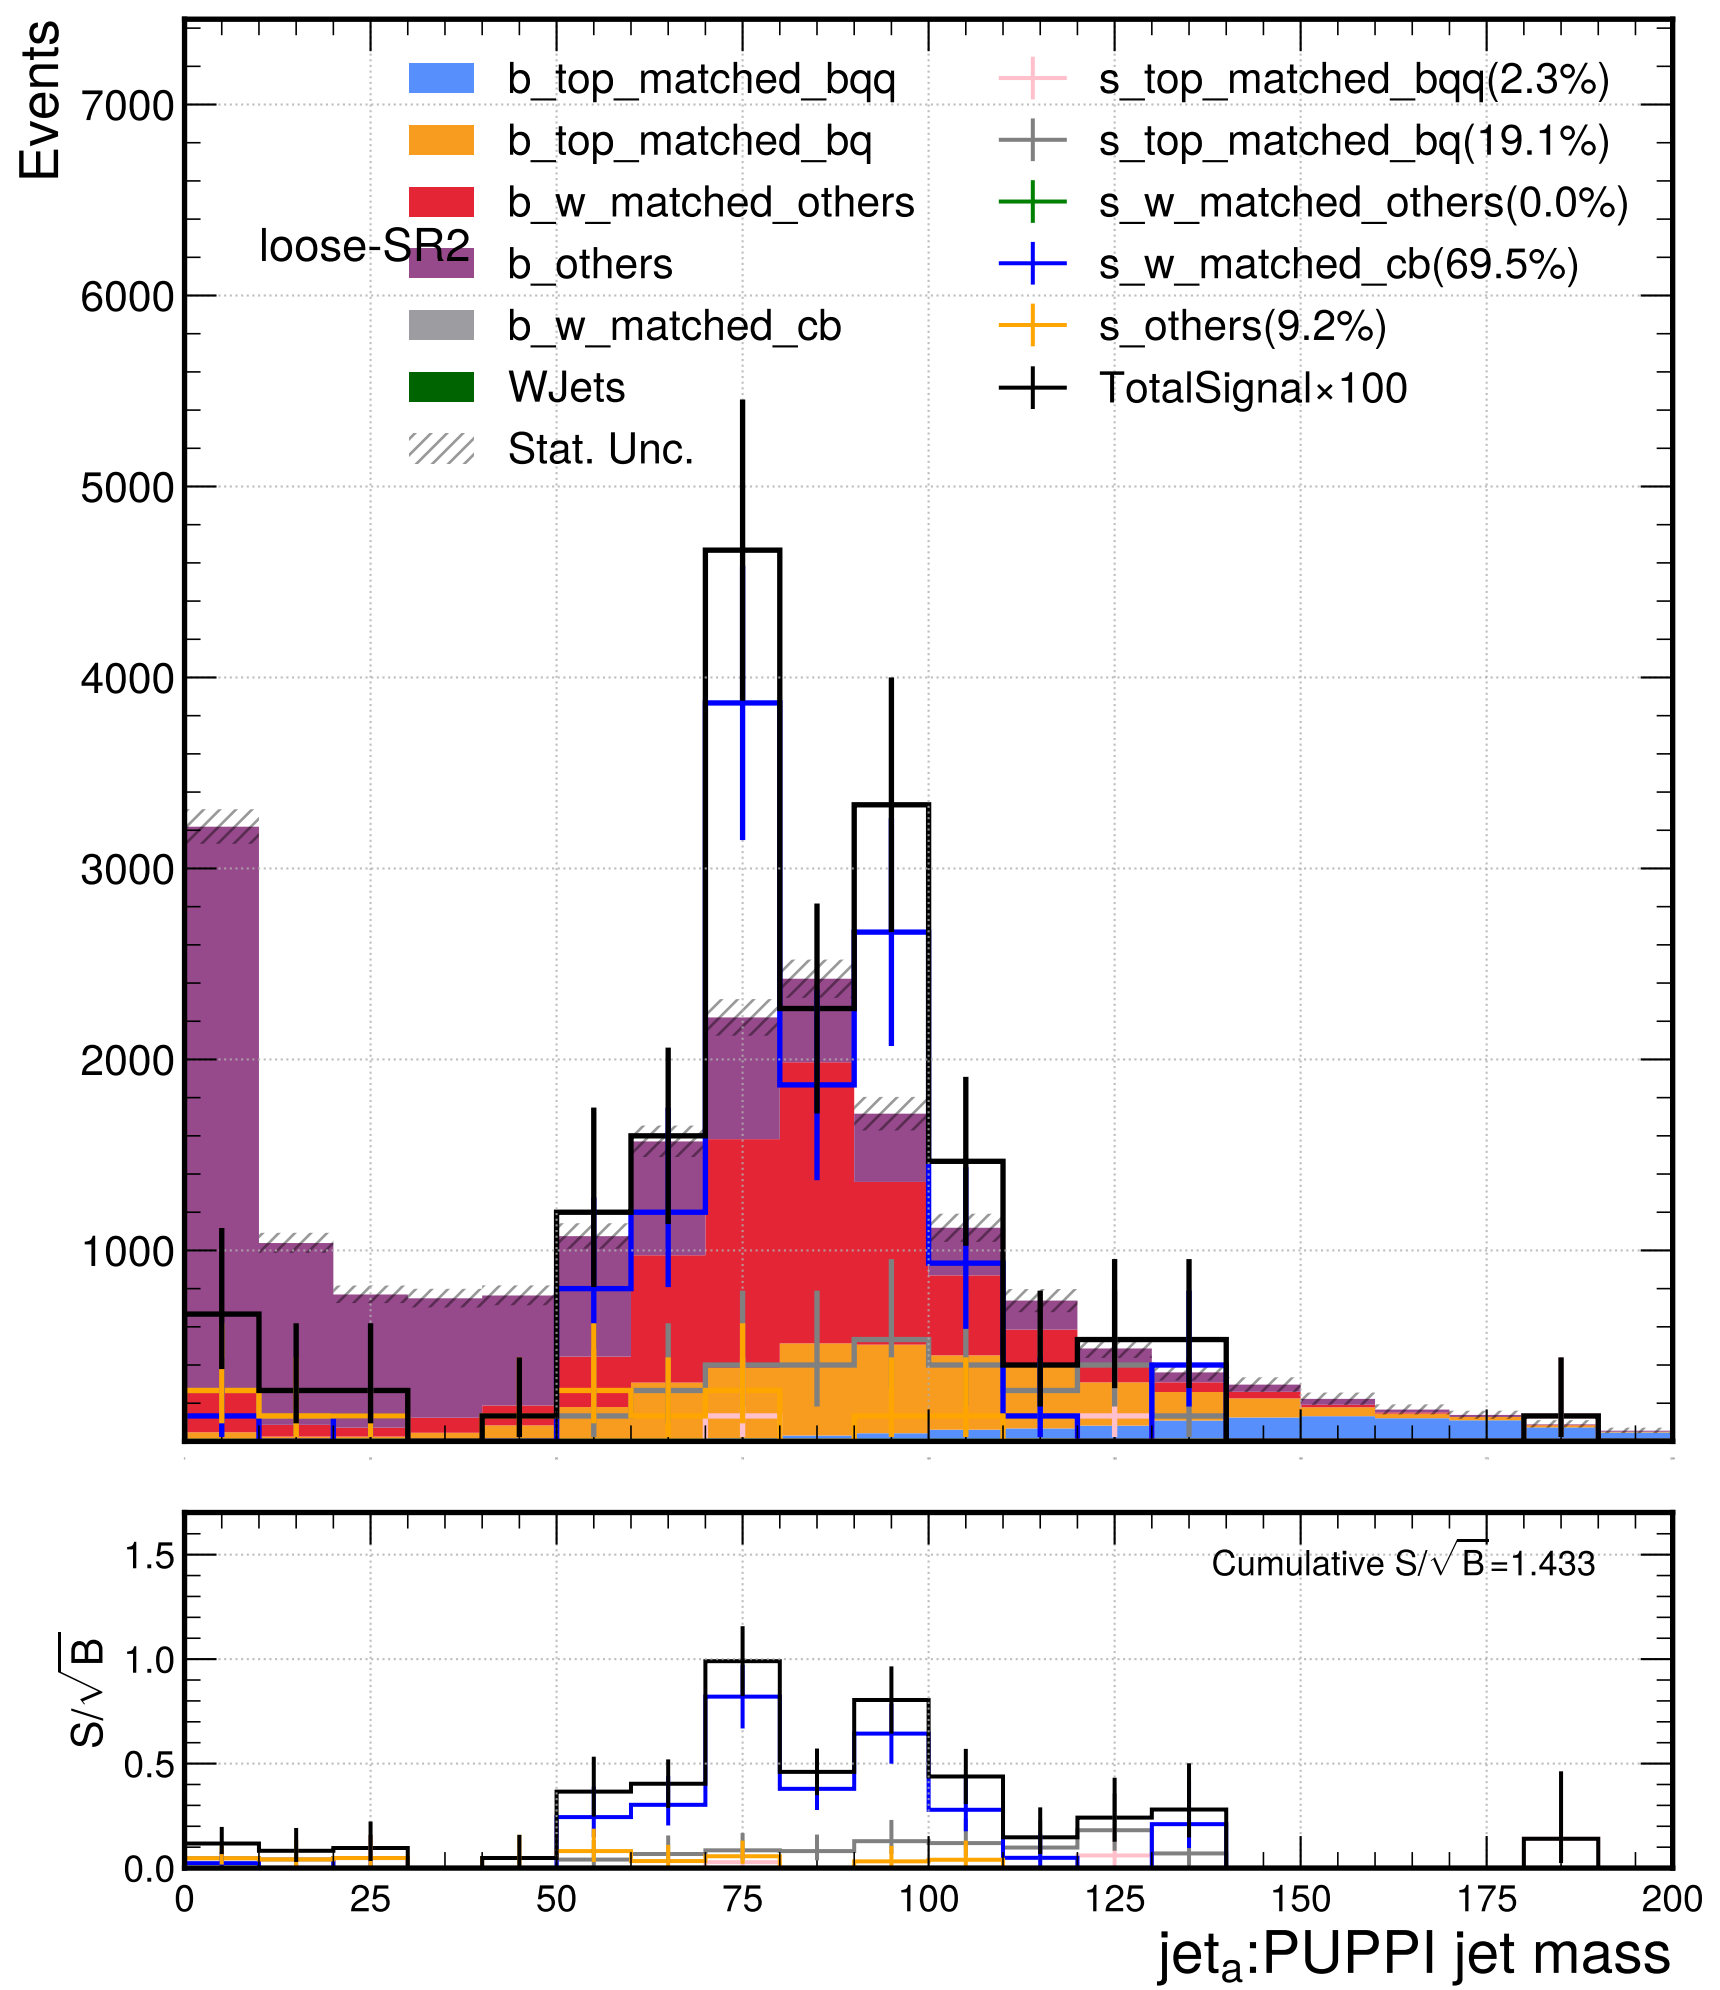 Events
7000
6000
5000
4000
3000
2000
1000
loose-SR2
b_top_matched_bqq
b_top_matched_bq
b_w_matched_others
b_others
b_w_matched_cb
WJets
Stat. Unc.
s_top_matched_bqq(2.3%)
s_top_matched_bq(19.1%)
s_w_matched_others(0.0%)
s_w_matched_cb(69.5%)
s_others(9.2%)
TotalSignal×100
S/√B
1.5
1.0
0.5
0.0
Cumulative S/√B=1.433
0 25 50 75 100 125 150 175 200
jetₐ:PUPPI jet mass